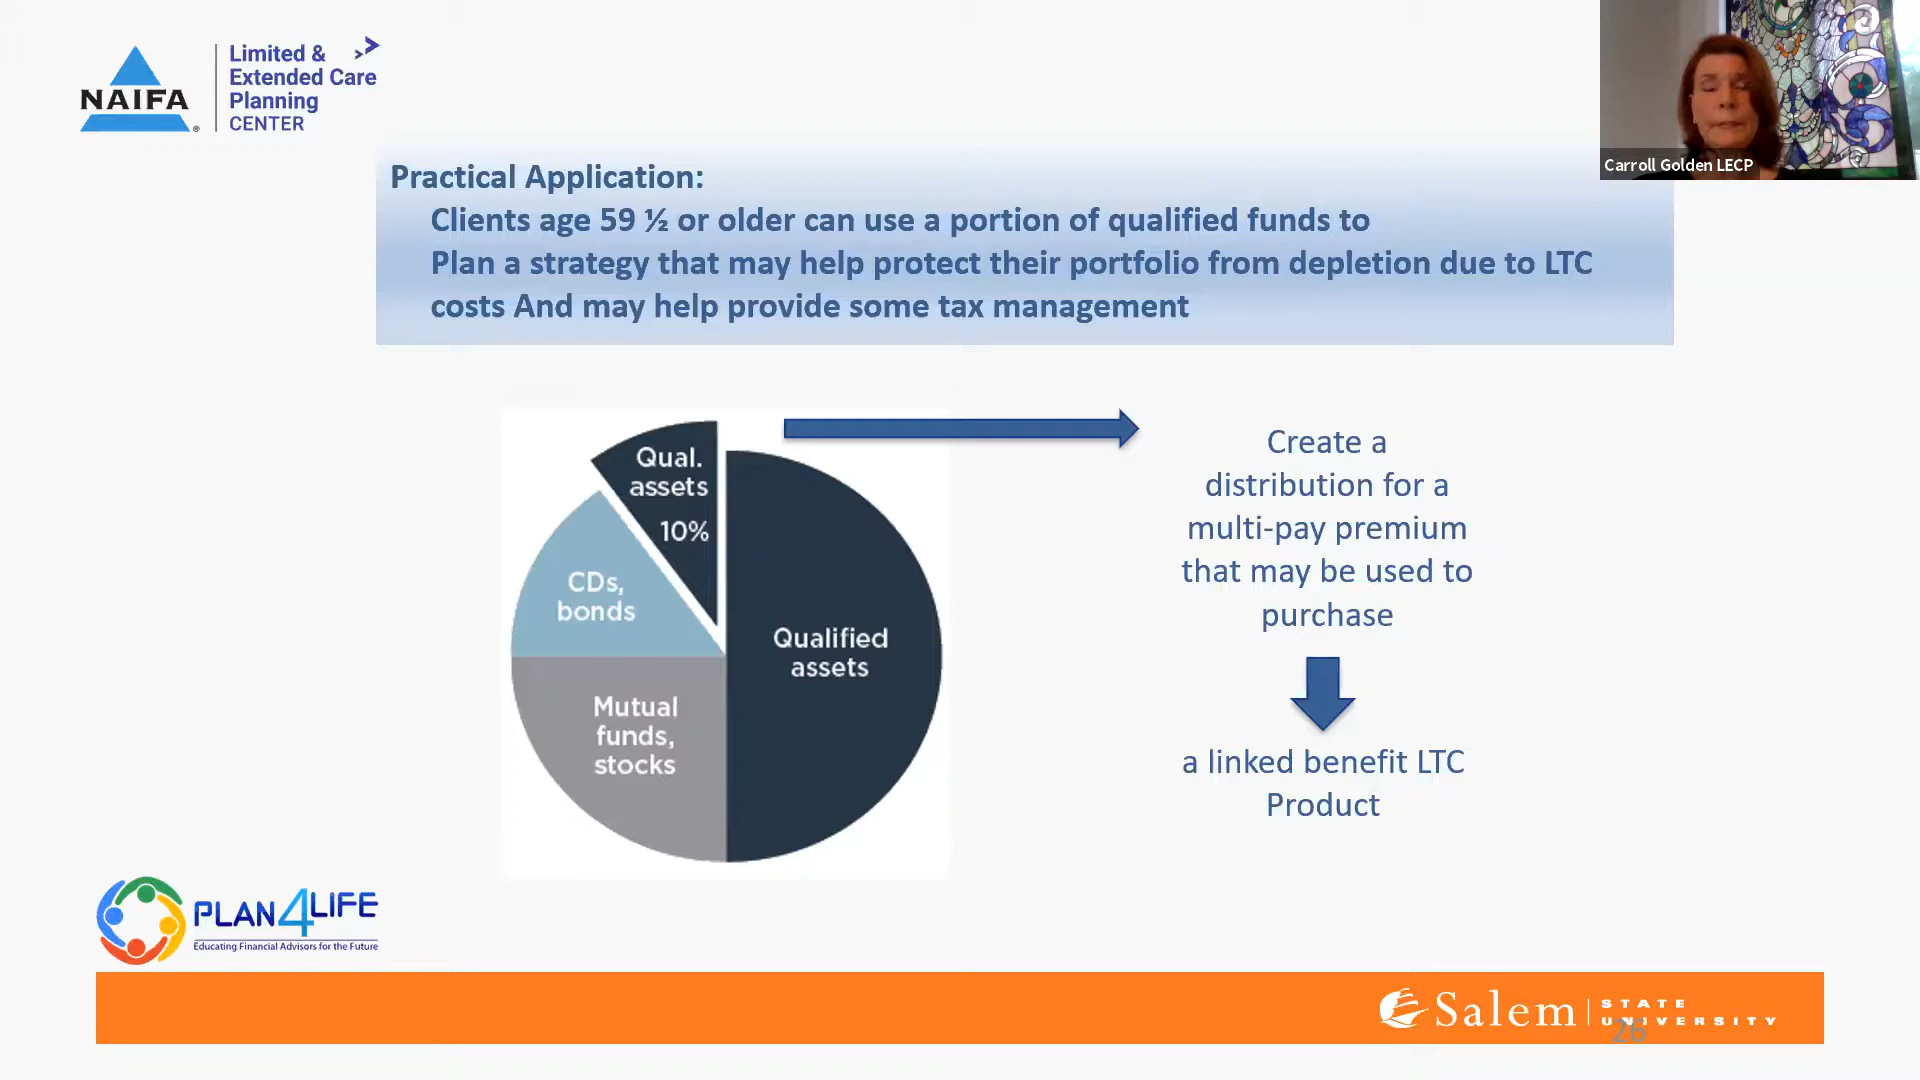 NAIFA
Limited &
Extended Care
Planning
CENTER
Carroll Golden LECP
Practical Application:
Clients age 59 ½ or older can use a portion of qualified funds to
Plan a strategy that may help protect their portfolio from depletion due to LTC
costs And may help provide some tax management
Qual.
assets
10%
CDs,
bonds
Qualified
assets
Mutual
funds,
stocks
Create a
distribution for a
multi-pay premium
that may be used to
purchase
a linked benefit LTC
Product
PLAN4LIFE
Educating Financial Advisors for the Future
Salem
STATE
UNIVERSITY
26